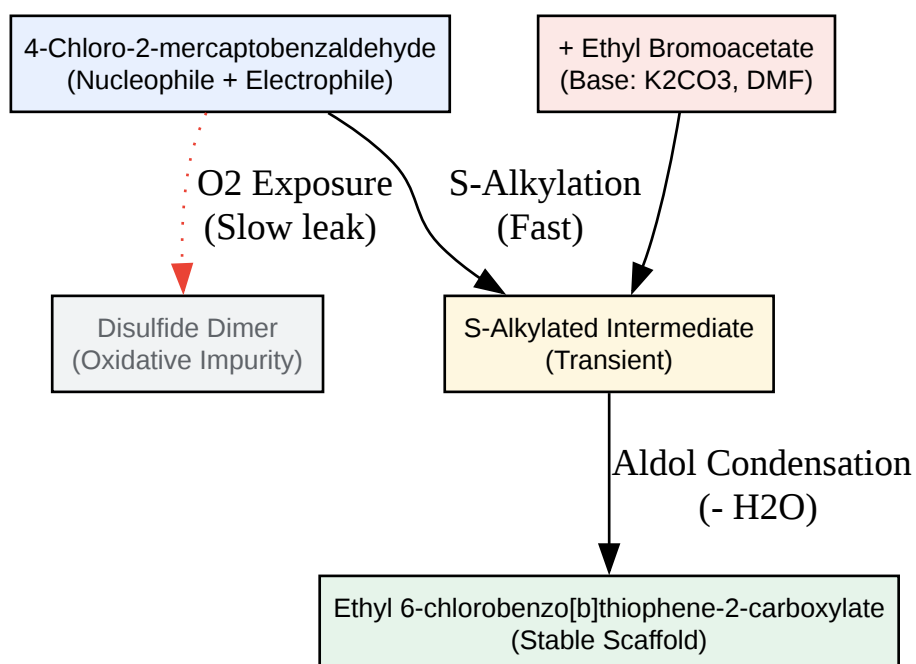 4-Chloro-2-mercaptobenzaldehyde
(Nucleophile + Electrophile)
+ Ethyl Bromoacetate
(Base: K2CO3, DMF)
O2 Exposure
(Slow leak)
S-Alkylation
(Fast)
Disulfide Dimer
(Oxidative Impurity)
S-Alkylated Intermediate
(Transient)
Aldol Condensation
(- H2O)
Ethyl 6-chlorobenzo[b]thiophene-2-carboxylate
(Stable Scaffold)